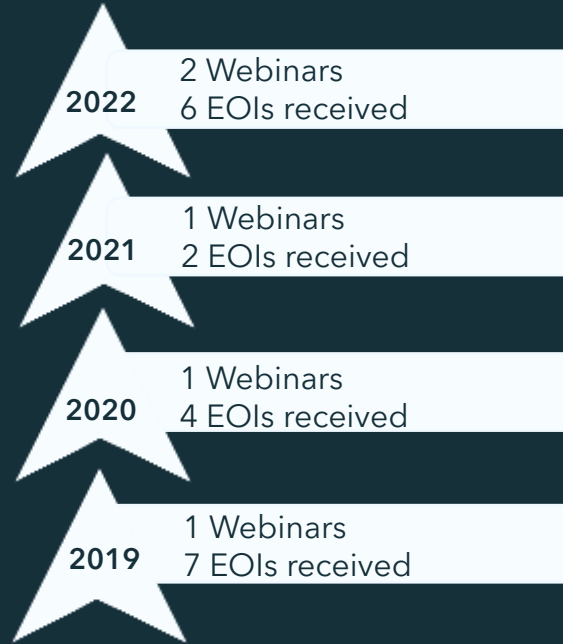 2022
2 Webinars
6 EOIs received
2021
1 Webinars
2 EOIs received
2020
1 Webinars
4 EOIs received
2019
1 Webinars
7 EOIs received